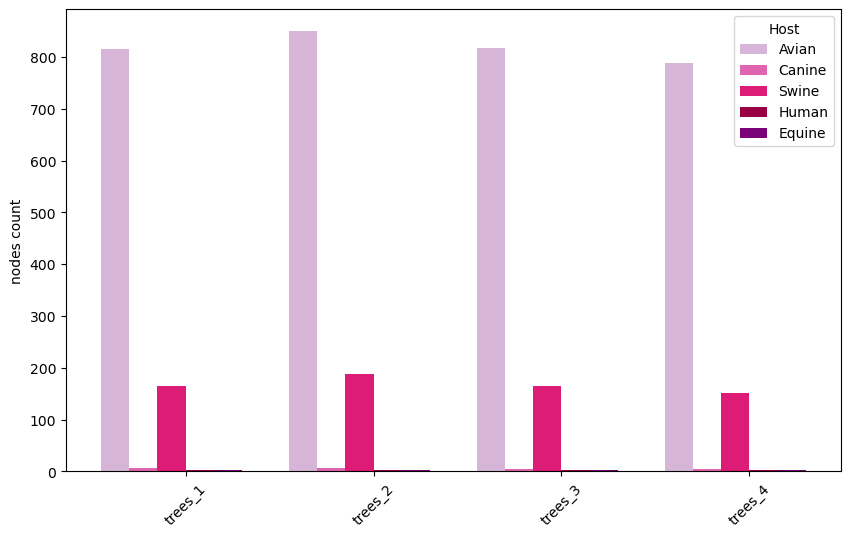 Host
Avian
Canine
Swine
Human
Equine
nodes count
800
700
600
500
400
300
200
100
0
trees_1
trees_2
trees_3
trees_4